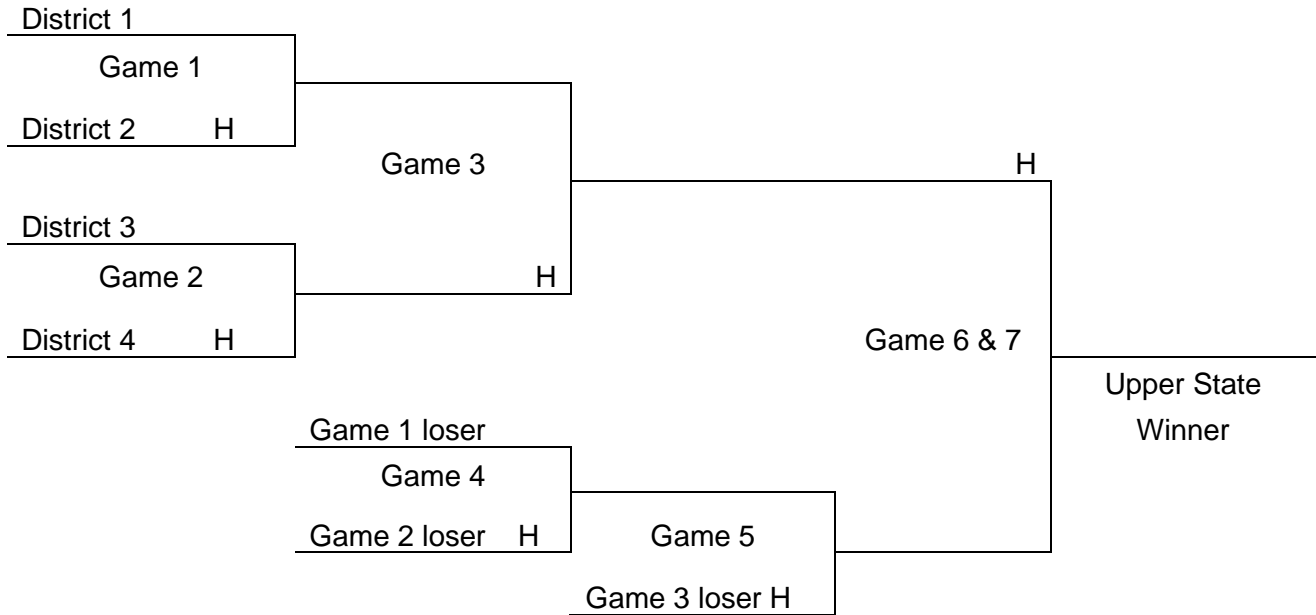 District 1
Game 1
District 2 H
Game 3
H
District 3
Game 2
H
District 4 H
Game 6 & 7
Upper State
Winner
Game 1 loser
Game 4
Game 2 loser H
Game 5
Game 3 loser H